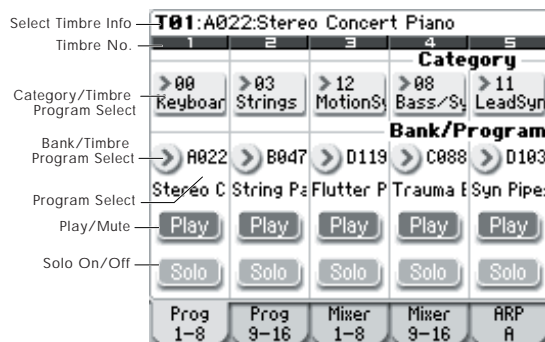 Select Timbre Info T01:A022:Stereo Concert Piano
Timbre No. 1 2 3 4 5
Category
Category/Timbre Program Select
00 03 12 08 11
Keyboar Strings MotionSy Bass/Sy LeadSyn
Bank/Program
Bank/Timbre Program Select A022 B047 D119 C088 D103
Program Select Stereo C String Pa Flutter P Trauma Syn Pipe
Play/Mute Play Play Play Play Play
Solo On/Off Solo Solo Solo Solo Solo
Prog Prog Mixer Mixer ARP
1–8 9–16 1–8 9–16 A